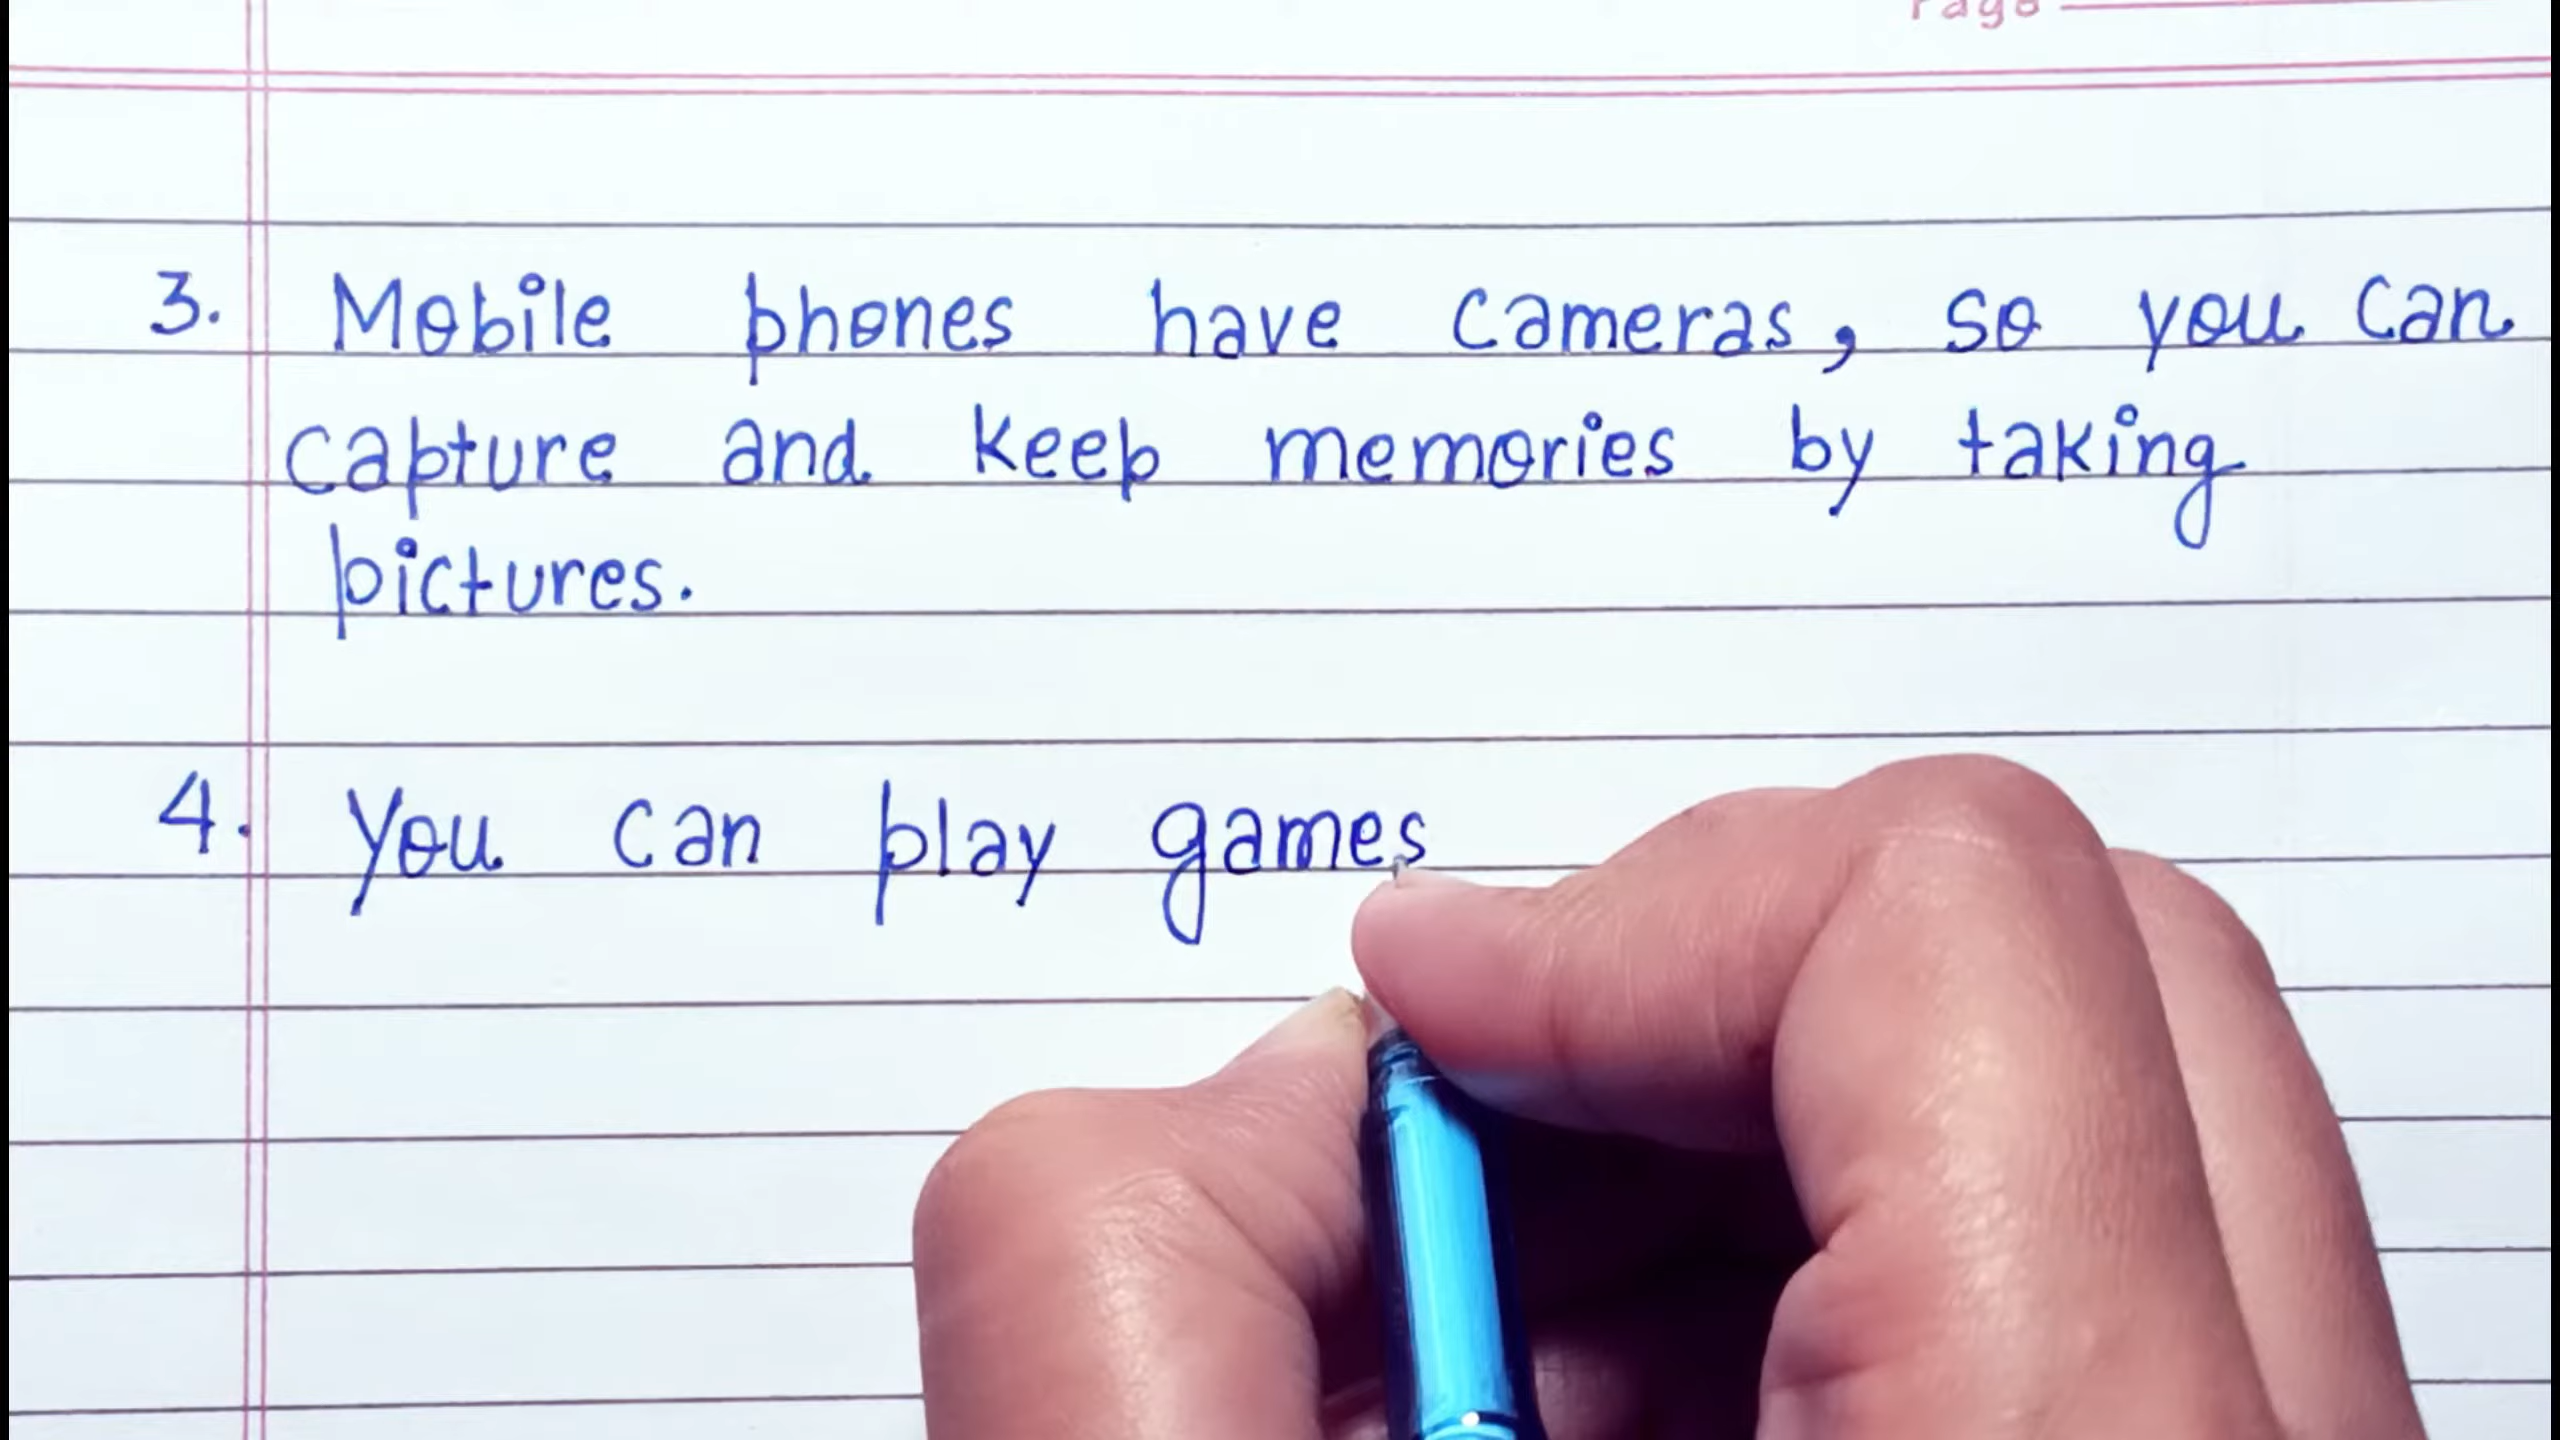 Page
3. Mobile phones have cameras, so you can
capture and keep memories by taking
pictures.
4. You can play games